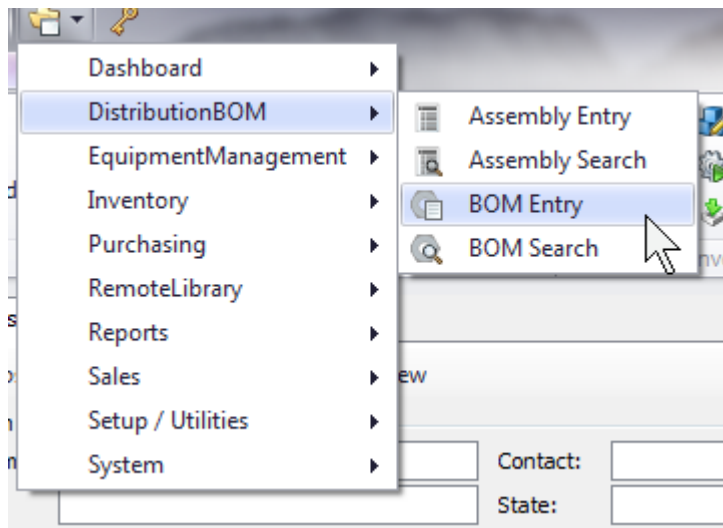 Dashboard
DistributionBOM
EquipmentManagement
Inventory
Purchasing
RemoteLibrary
Reports
Sales
Setup / Utilities
System
Assembly Entry
Assembly Search
BOM Entry
BOM Search
Contact:
State: